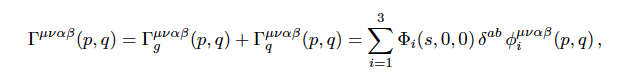 Γ^{μναβ}(p, q) = Γ_g^{μναβ}(p, q) + Γ_q^{μναβ}(p, q) = \sum_{i=1}^{3} Φ_i(s, 0, 0) δ^{ab} ϕ_i^{μναβ}(p, q) ,